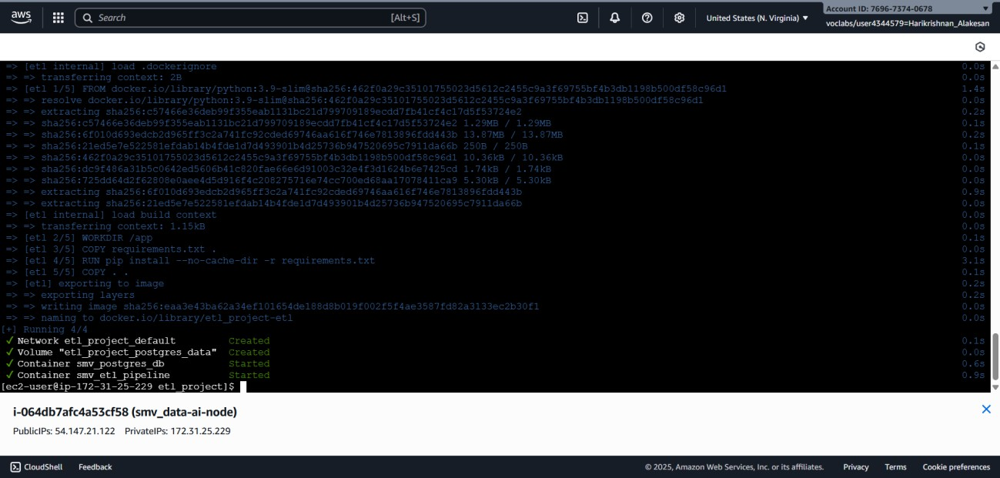 aws
Search [Alt+S] United States (N. Virginia) ▼ Account ID: 7696-7374-0678 ▼
voclabs/user4344579=Harikrishnan_Alakesan
=> [etl internal] load .dockerignore 0.0s
=> => transferring context: 2B 0.0s
=> [etl 1/5] FROM docker.io/library/python:3.9-slim@sha256:462f0a29c35101755023d5612c2455c9a3f69755bf4b3db1198b500df58c96d1 1.4s
=> => resolve docker.io/library/python:3.9-slim@sha256:462f0a29c35101755023d5612c2455c9a3f69755bf4b3db1198b500df58c96d1 0.0s
=> => extracting sha256:c57466e36deb99f355eab1131bc21d799709189ecdd7fb41cf4c17d5f53724e2 0.2s
=> => sha256:c57466e36deb99f355eab1131bc21d799709189ecdd7fb41cf4c17d5f53724e2 1.29MB / 1.29MB 0.1s
=> => sha256:6f010d693edcb2d965ff3c2a741fc92cded69746aa616f746e7813896fdd443b 13.87MB / 13.87MB 0.2s
=> => sha256:21ed5e7e522581efdab14b4fde1d7d493901b4d25736b947520695c7911da66b 250B / 250B 0.1s
=> => sha256:462f0a29c35101755023d5612c2455c9a3f69755bf4b3db1198b500df58c96d1 10.36kB / 10.36kB 0.0s
=> => sha256:dc9f486a31b5c0642ed5606b41c820fae66e6d91003c32e4f3d1624b6e7425cd 1.74kB / 1.74kB 0.0s
=> => sha256:725dd64d2f62808e0aee4d5d916f4c208275716e74cc700ed68aa17078411ca9 5.30kB / 5.30kB 0.0s
=> => extracting sha256:6f010d693edcb2d965ff3c2a741fc92cded69746aa616f746e7813896fdd443b 0.9s
=> => extracting sha256:21ed5e7e522581efdab14b4fde1d7d493901b4d25736b947520695c7911da66b 0.0s
=> [etl internal] load build context 0.0s
=> => transferring context: 1.15kB 0.0s
=> [etl 2/5] WORKDIR /app 0.1s
=> [etl 3/5] COPY requirements.txt . 0.0s
=> [etl 4/5] RUN pip install --no-cache-dir -r requirements.txt 3.1s
=> [etl 5/5] COPY . . 0.1s
=> [etl] exporting to image 0.2s
=> => exporting layers 0.2s
=> => writing image sha256:eaa3e43ba62a34ef101654de188d8b019f002f5f4ae3587fd82a3133ec2b30f1 0.0s
=> => naming to docker.io/library/etl_project-etl 0.0s
[+] Running 4/4
✓ Network etl_project_default Created 0.1s
✓ Volume "etl_project_postgres_data" Created 0.0s
✓ Container smv_postgres_db Started 0.6s
✓ Container smv_etl_pipeline Started 0.9s
[ec2-user@ip-172-31-25-229 etl_project]$
i-064db7afc4a53cf58 (smv_data-ai-node)
PublicIPs: 54.147.21.122 PrivateIPs: 172.31.25.229
CloudShell Feedback © 2025, Amazon Web Services, Inc. or its affiliates. Privacy Terms Cookie preferences